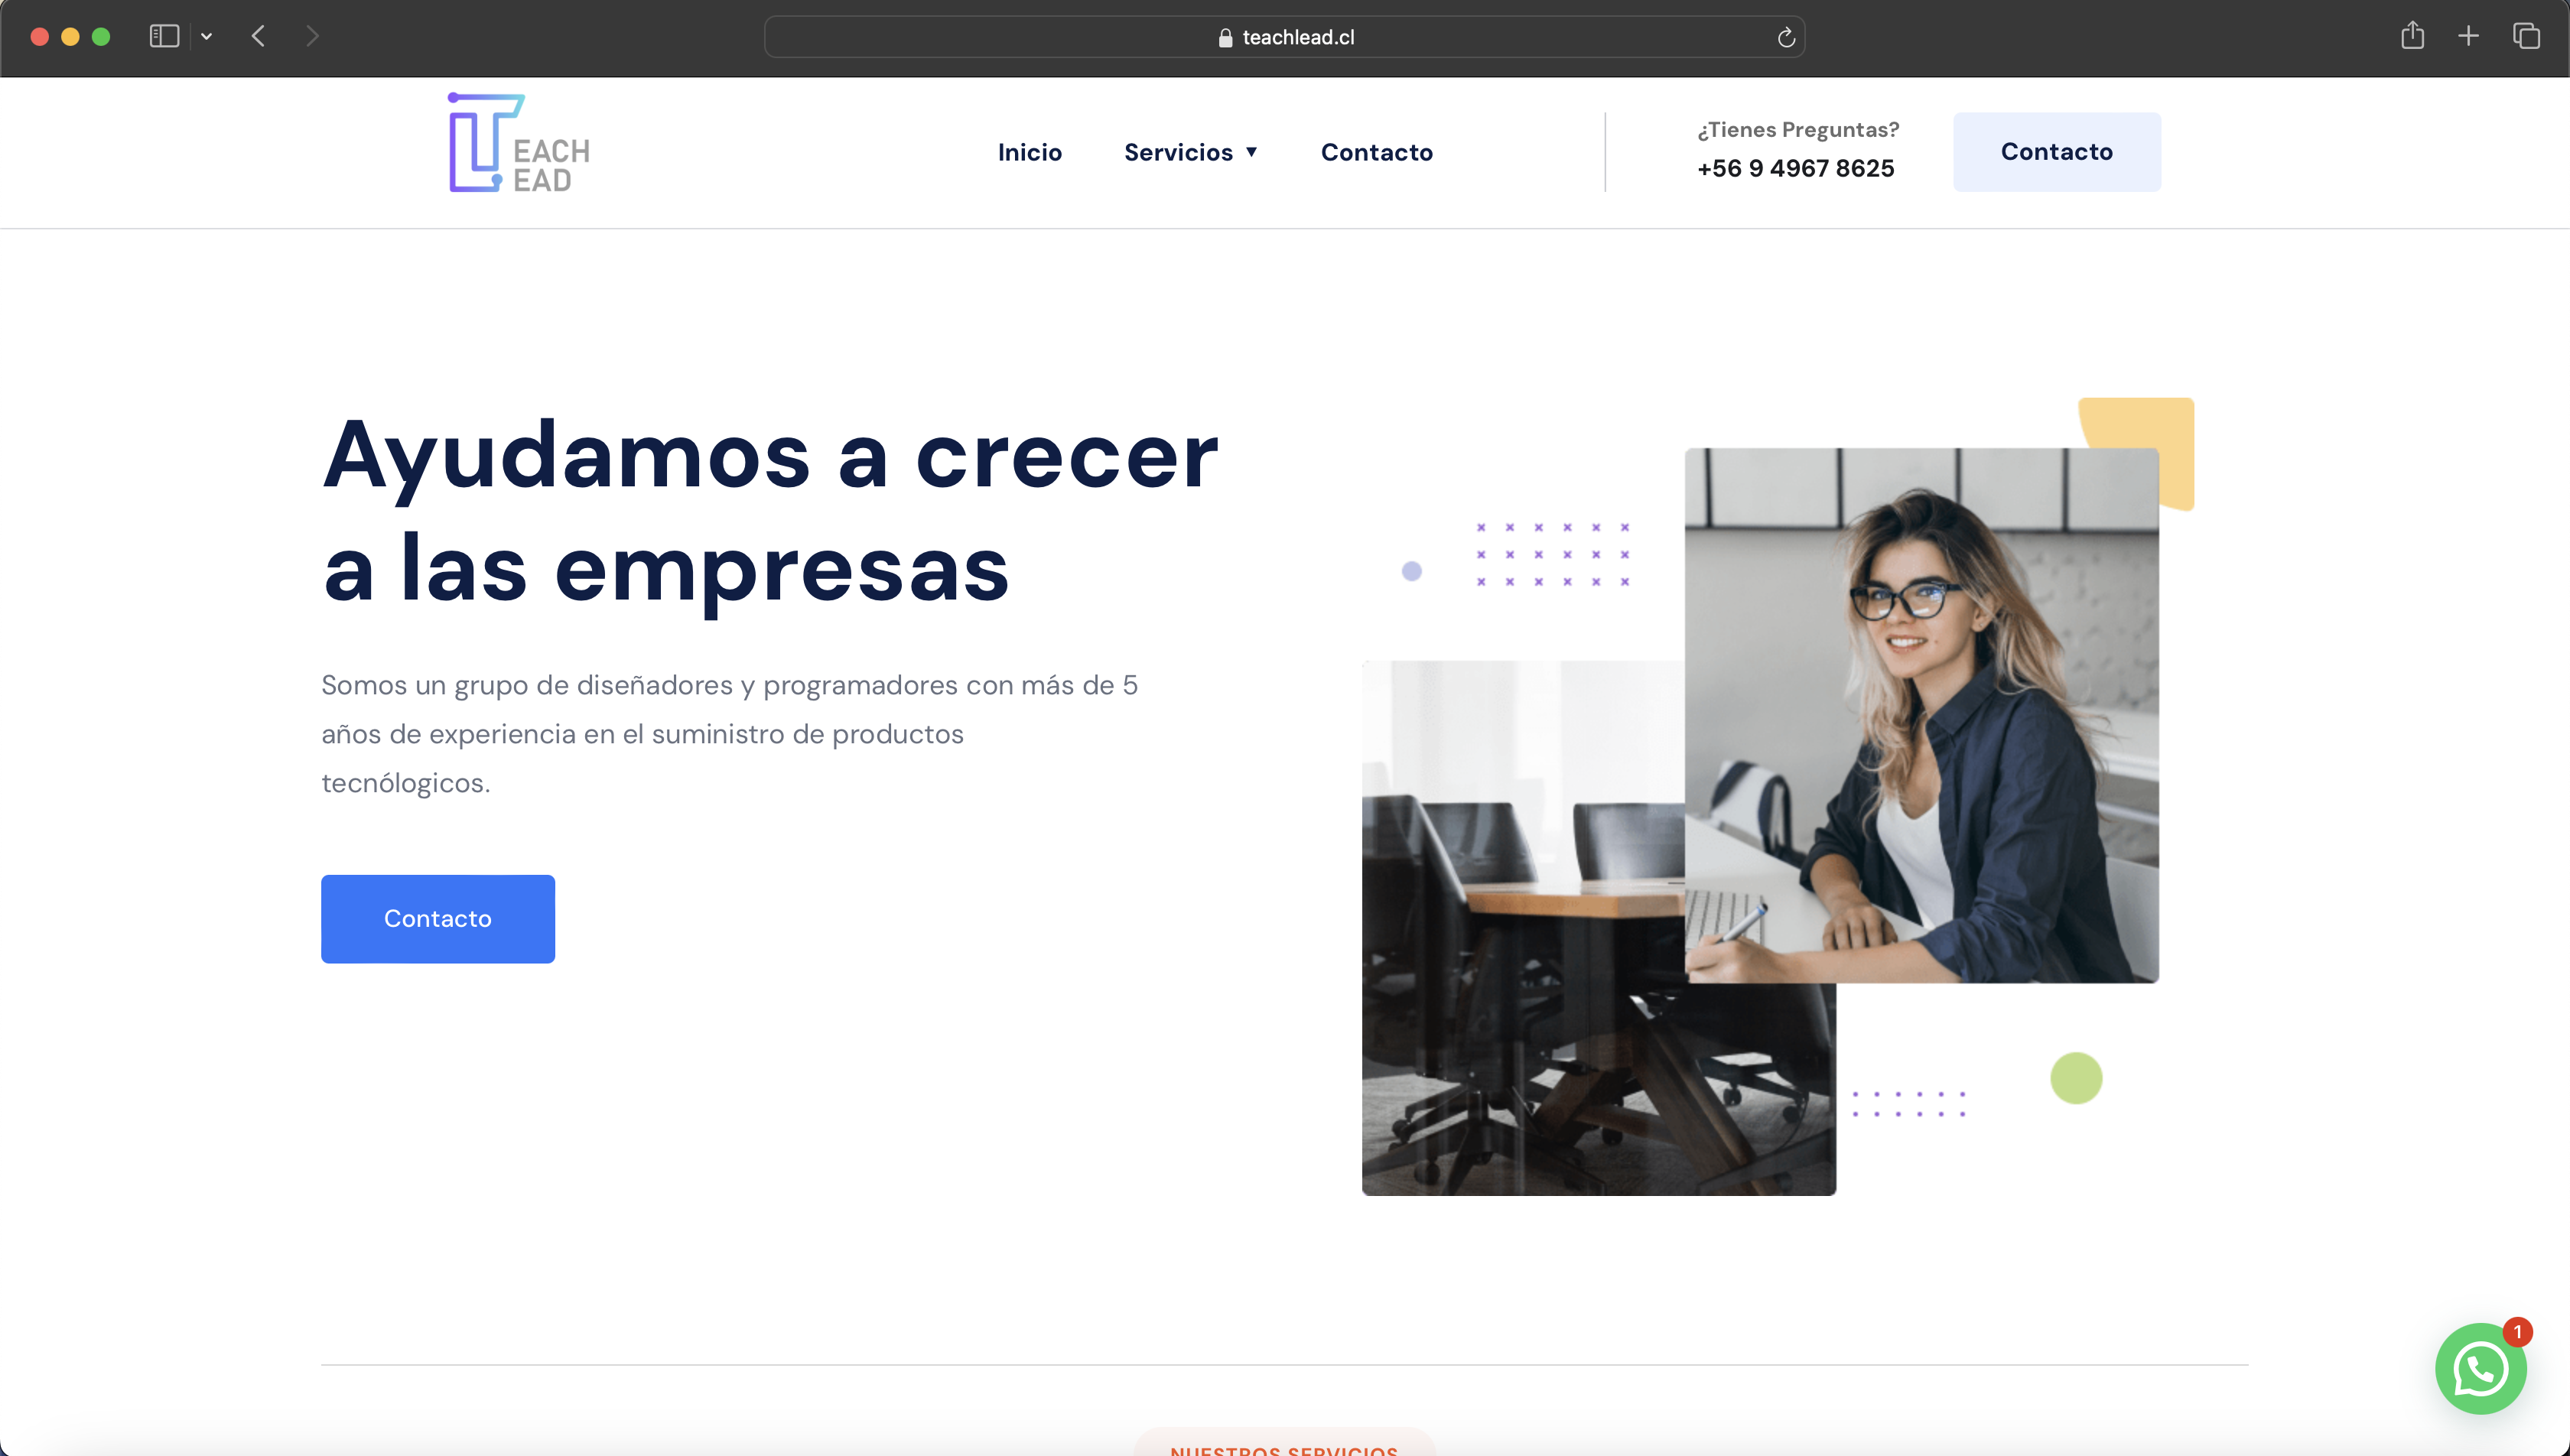 teachlead.cl
TEACH
LEAD
Inicio
Servicios ▼
Contacto
¿Tienes Preguntas?
+56 9 4967 8625
Contacto
Ayudamos a crecer
a las empresas
Somos un grupo de diseñadores y programadores con más de 5
años de experiencia en el suministro de productos
tecnólogicos.
Contacto
1
NUESTROS SERVICIOS